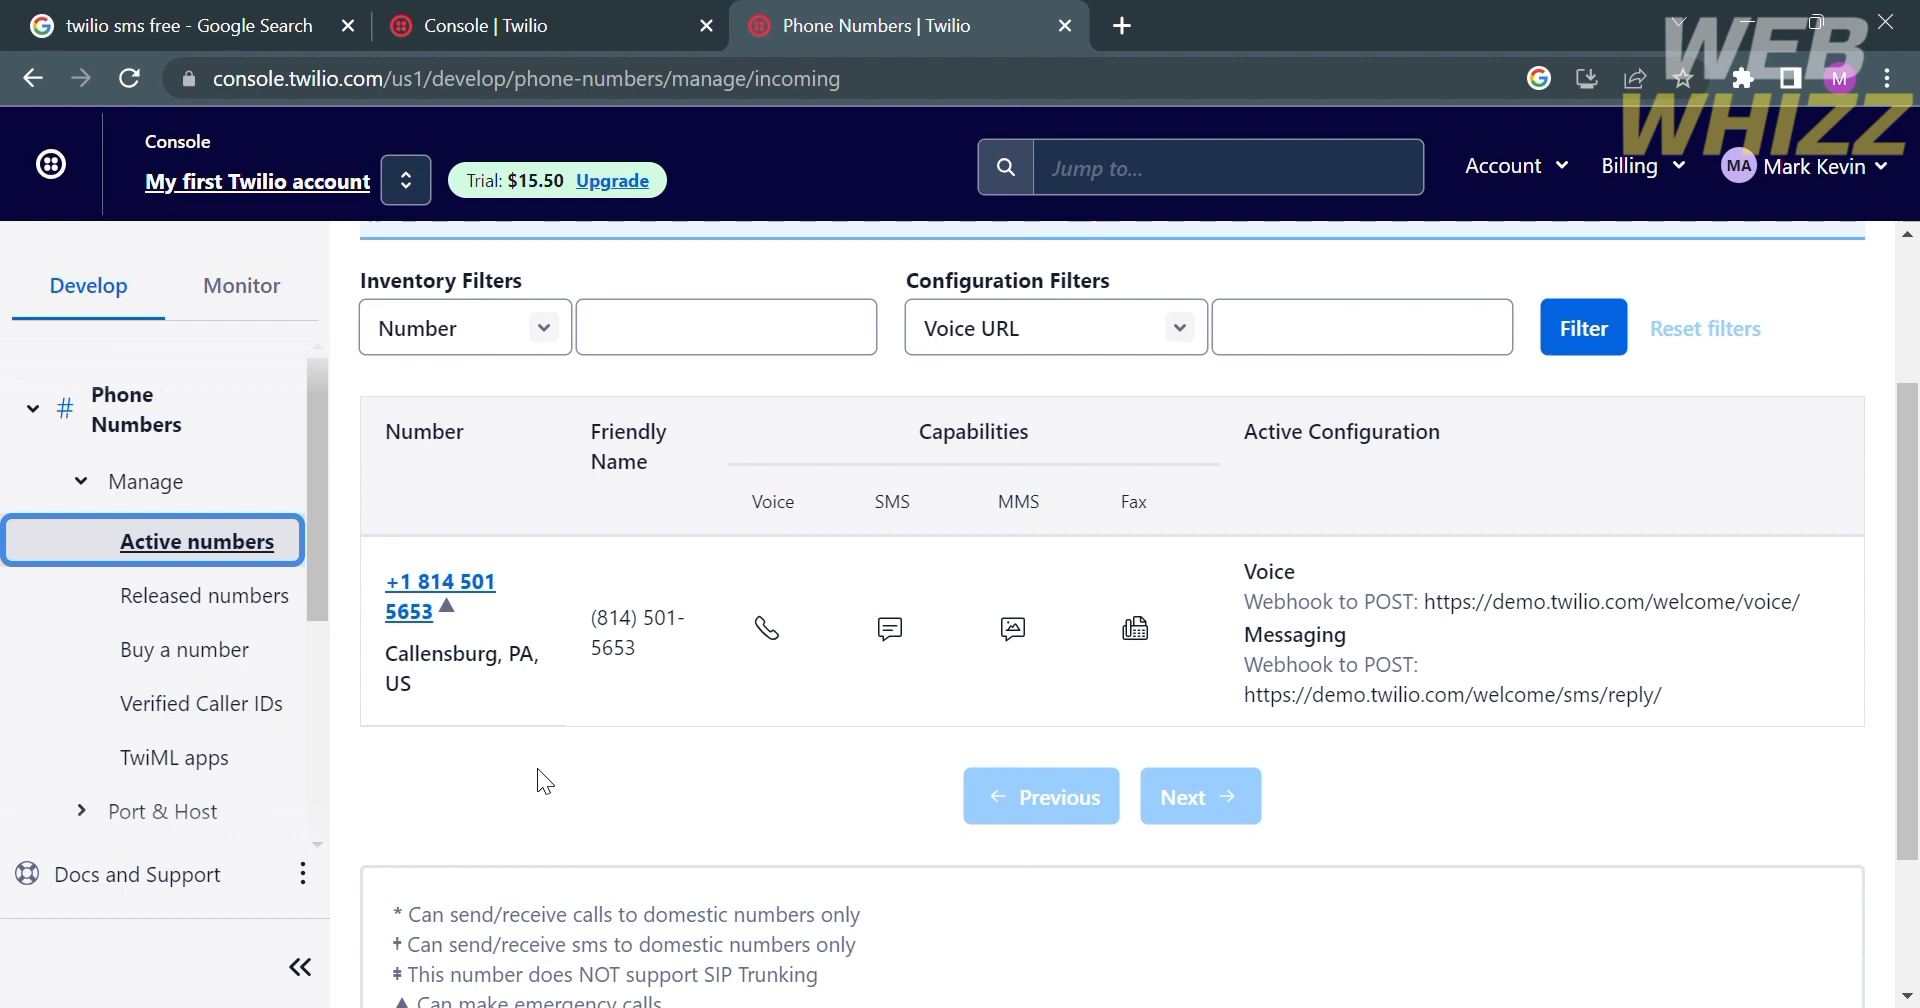 twilio sms free - Google Search
Console | Twilio
Phone Numbers | Twilio
WEB
WHIZZ
console.twilio.com/us1/develop/phone-numbers/manage/incoming
M
Console
My first Twilio account
Trial: $15.50 Upgrade
Jump to...
Account
Billing
MA Mark Kevin
Develop
Monitor
Phone
Numbers
Manage
Active numbers
Released numbers
Buy a number
Verified Caller IDs
TwiML apps
Port & Host
Docs and Support
Inventory Filters
Configuration Filters
Number
Voice URL
Filter
Reset filters
Number
Friendly
Name
Capabilities
Active Configuration
Voice
SMS
MMS
Fax
+1 814 501
5653 ▲
Callensburg, PA,
US
(814) 501-
5653
Voice
Webhook to POST: https://demo.twilio.com/welcome/voice/
Messaging
Webhook to POST:
https://demo.twilio.com/welcome/sms/reply/
← Previous
Next →
* Can send/receive calls to domestic numbers only
† Can send/receive sms to domestic numbers only
‡ This number does NOT support SIP Trunking
▲ Can make emergency calls